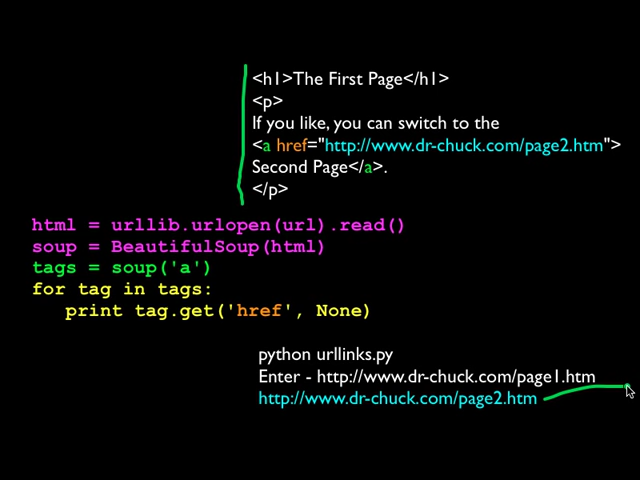 <h1>The First Page</h1>
<p>
If you like, you can switch to the
<a href="http://www.dr-chuck.com/page2.htm">
Second Page</a>.
</p>
html = urllib.urlopen(url).read()
soup = BeautifulSoup(html)
tags = soup('a')
for tag in tags:
   print tag.get('href', None)
python urllinks.py
Enter - http://www.dr-chuck.com/page1.htm
http://www.dr-chuck.com/page2.htm